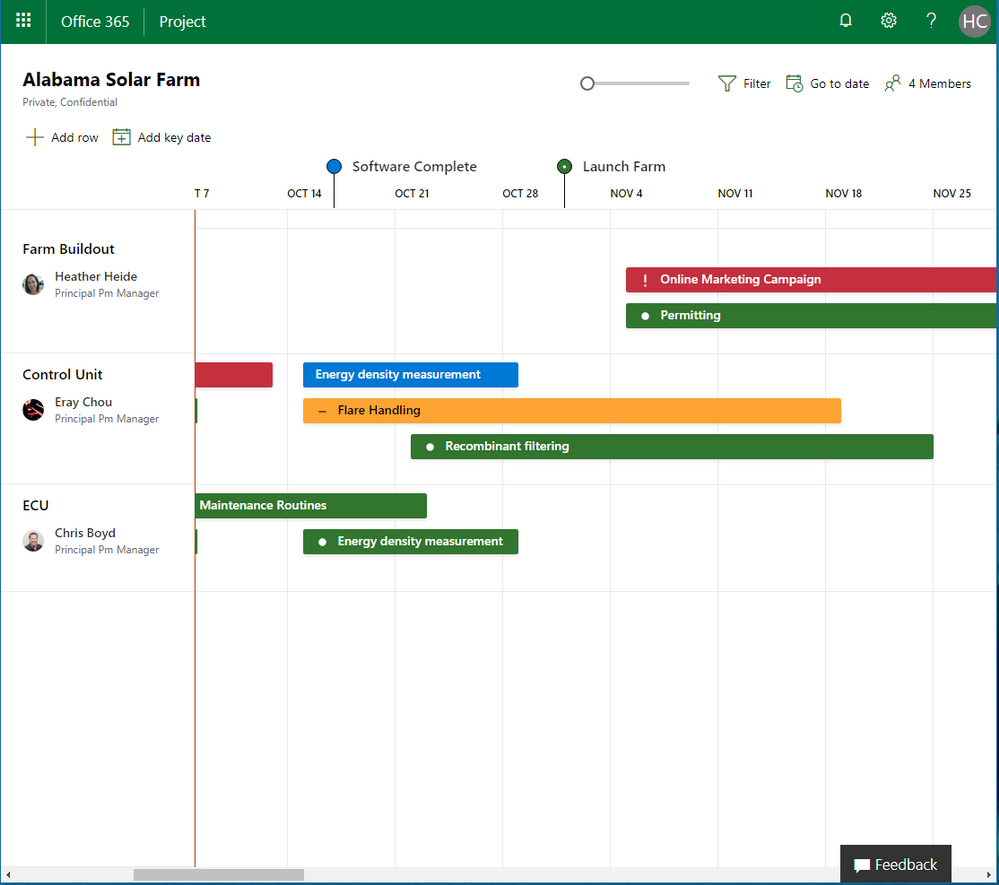 Office 365 Project
HC
Alabama Solar Farm
Private, Confidential
Filter Go to date 4 Members
Add row Add key date
Software Complete Launch Farm
T 7 OCT 14 OCT 21 OCT 28 NOV 4 NOV 11 NOV 18 NOV 25
Farm Buildout
Heather Heide
Principal Pm Manager
! Online Marketing Campaign
Permitting
Control Unit
Eray Chou
Principal Pm Manager
Energy density measurement
Flare Handling
Recombinant filtering
ECU
Chris Boyd
Principal Pm Manager
Maintenance Routines
Energy density measurement
Feedback